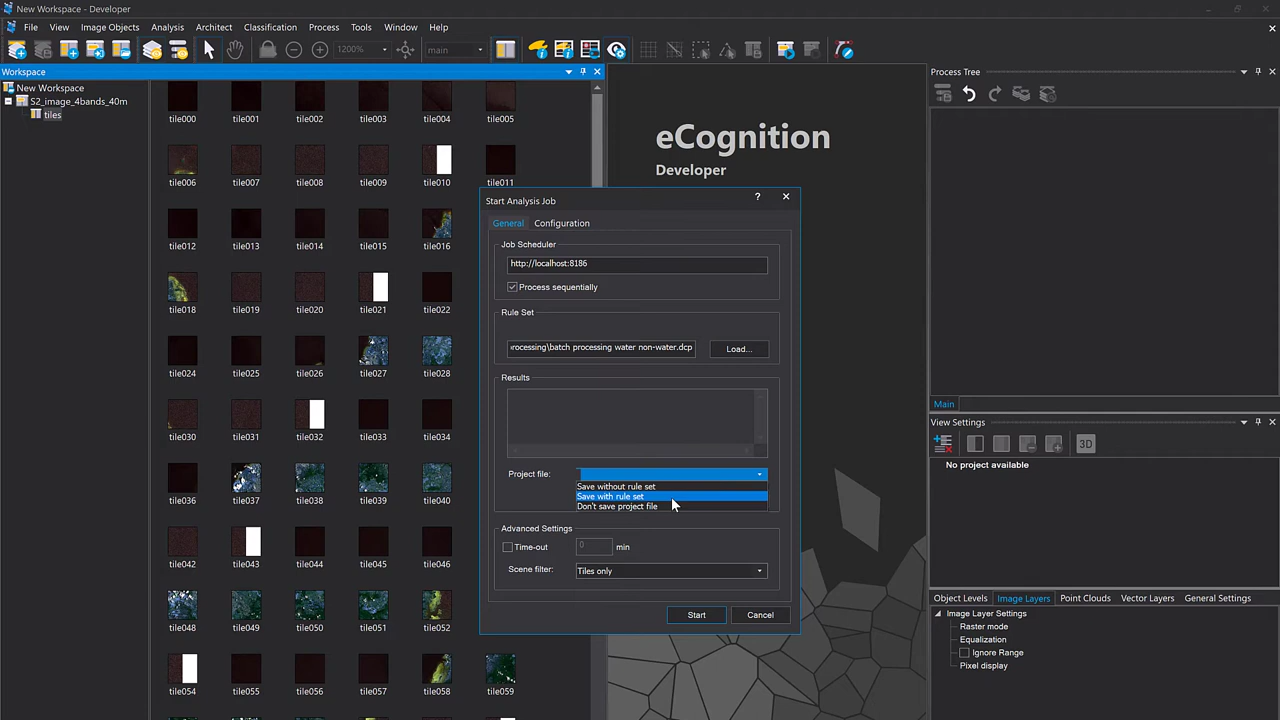 New Workspace - Developer
File View Image Objects Analysis Architect Classification Process Tools Window Help
1200% main
Workspace
New Workspace
S2_image_4bands_40m
tiles
tile000 tile001 tile002 tile003 tile004 tile005
tile006 tile007 tile008 tile009 tile010 tile011
tile012 tile013 tile014 tile015 tile016
tile018 tile019 tile020 tile021 tile022
tile024 tile025 tile026 tile027 tile028
tile030 tile031 tile032 tile033 tile034
tile036 tile037 tile038 tile039 tile040
tile042 tile043 tile044 tile045 tile046
tile048 tile049 tile050 tile051 tile052
tile054 tile055 tile056 tile057 tile058 tile059
eCognition
Developer
Start Analysis Job
?
General Configuration
Job Scheduler
http://localhost:8186
Process sequentially
Rule Set
rocessing\batch processing water non-water.dcp
Load...
Results
Project file:
Save without rule set
Save with rule set
Don't save project file
Advanced Settings
Time-out 0 min
Scene filter: Tiles only
Start Cancel
Process Tree
Main
View Settings
3D
No project available
Object Levels Image Layers Point Clouds Vector Layers General Settings
Image Layer Settings
Raster mode
Equalization
Ignore Range
Pixel display